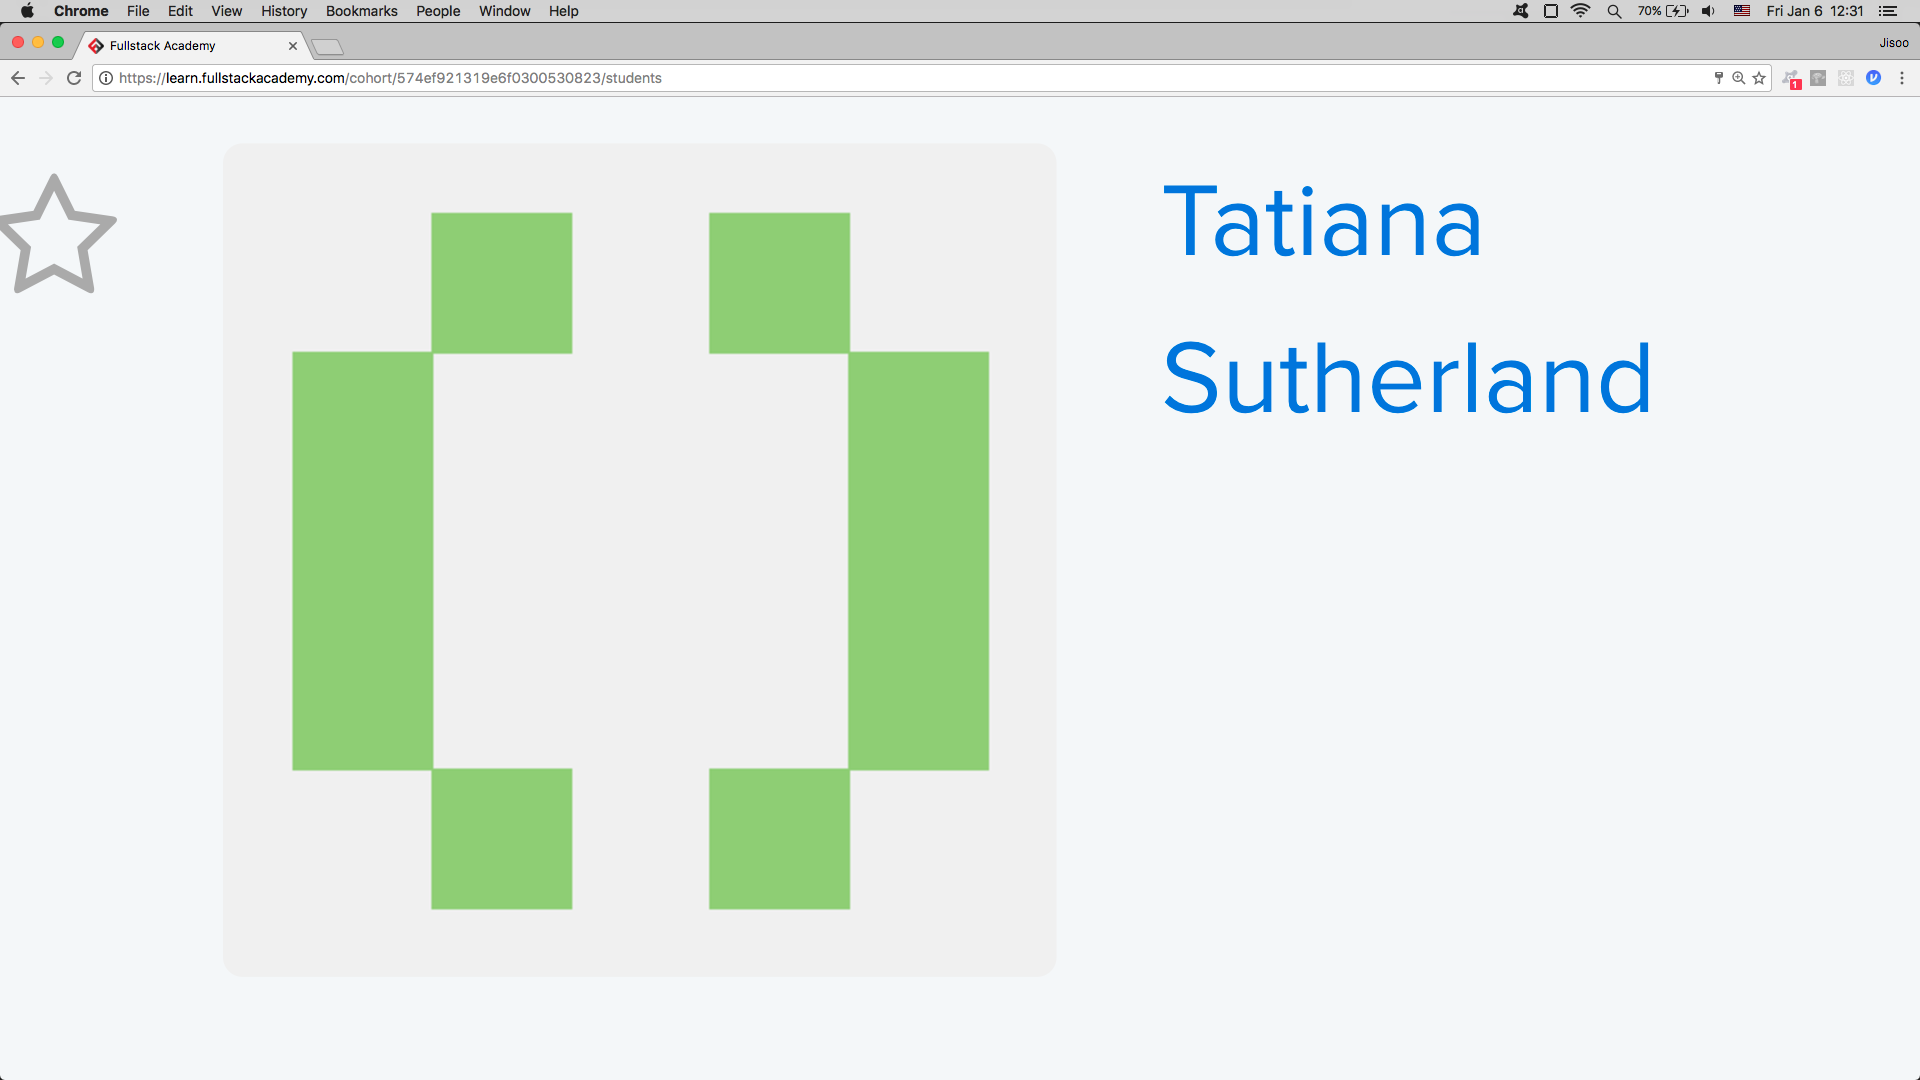 Chrome File Edit View History Bookmarks People Window Help 70% Fri Jan 6 12:31
Fullstack Academy Jisoo
https://learn.fullstackacademy.com/cohort/574ef921319e6f0300530823/students 1
Tatiana
Sutherland